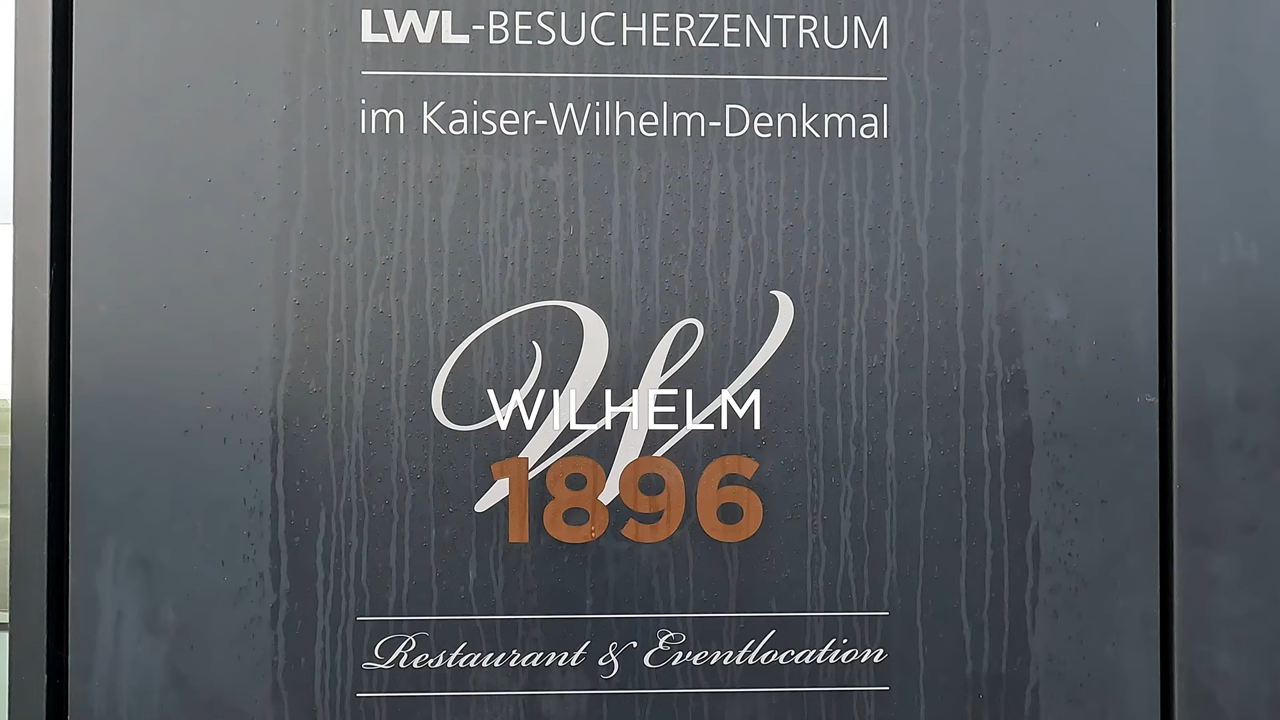 LWL-BESUCHERZENTRUM
im Kaiser-Wilhelm-Denkmal
W
WILHELM
1896
Restaurant & Eventlocation